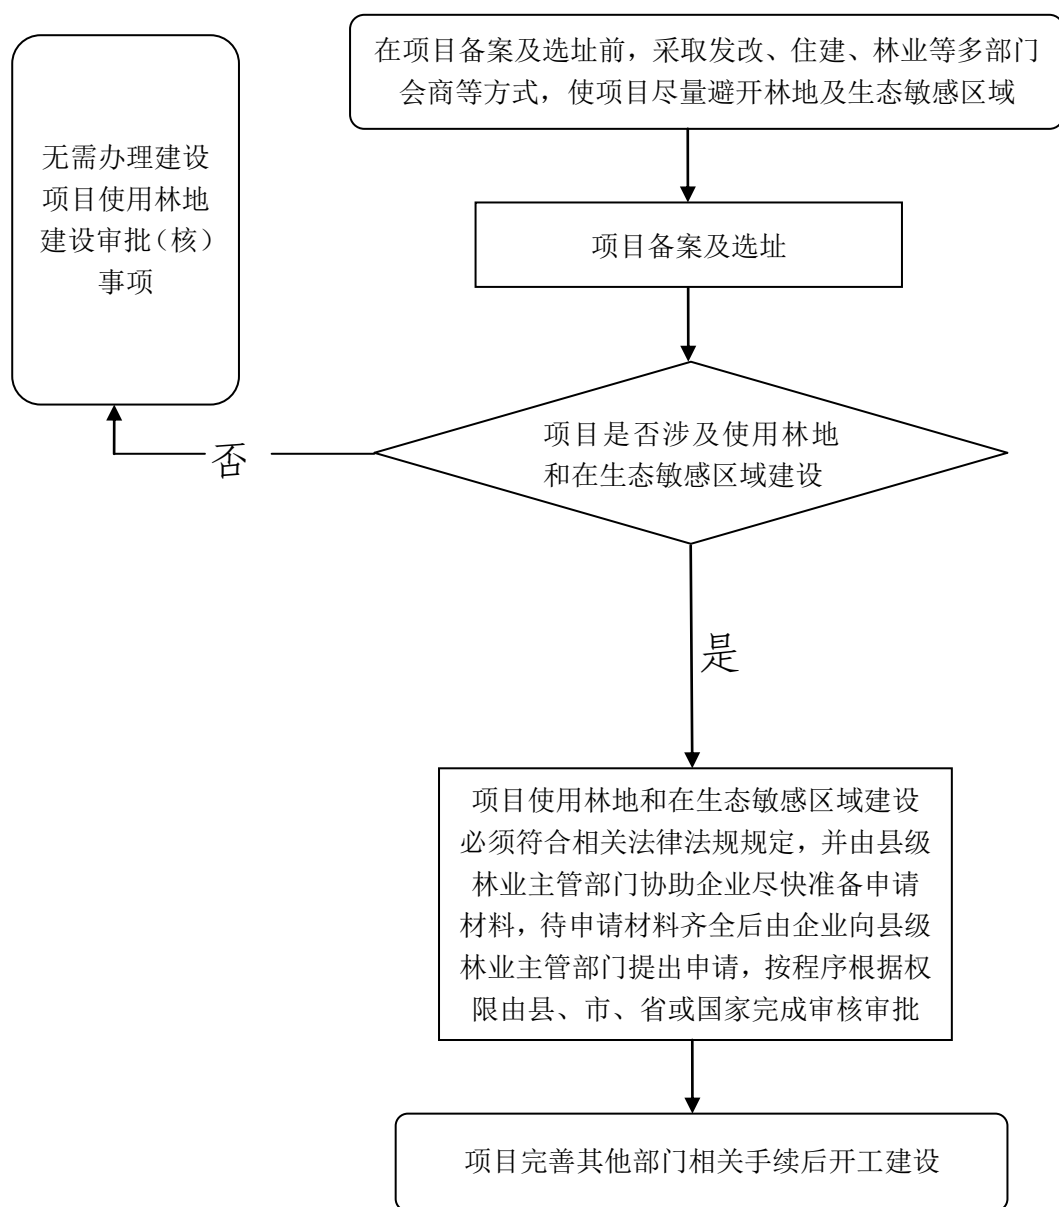 在项目备案及选址前，采取发改、住建、林业等多部门
会商等方式，使项目尽量避开林地及生态敏感区域
无需办理建设
项目使用林地
建设审批（核）
事项
项目备案及选址
项目是否涉及使用林地
和在生态敏感区域建设
否
是
项目使用林地和在生态敏感区域建设
必须符合相关法律法规规定，并由县级
林业主管部门协助企业尽快准备申请
材料，待申请材料齐全后由企业向县级
林业主管部门提出申请，按程序根据权
限由县、市、省或国家完成审核审批
项目完善其他部门相关手续后开工建设